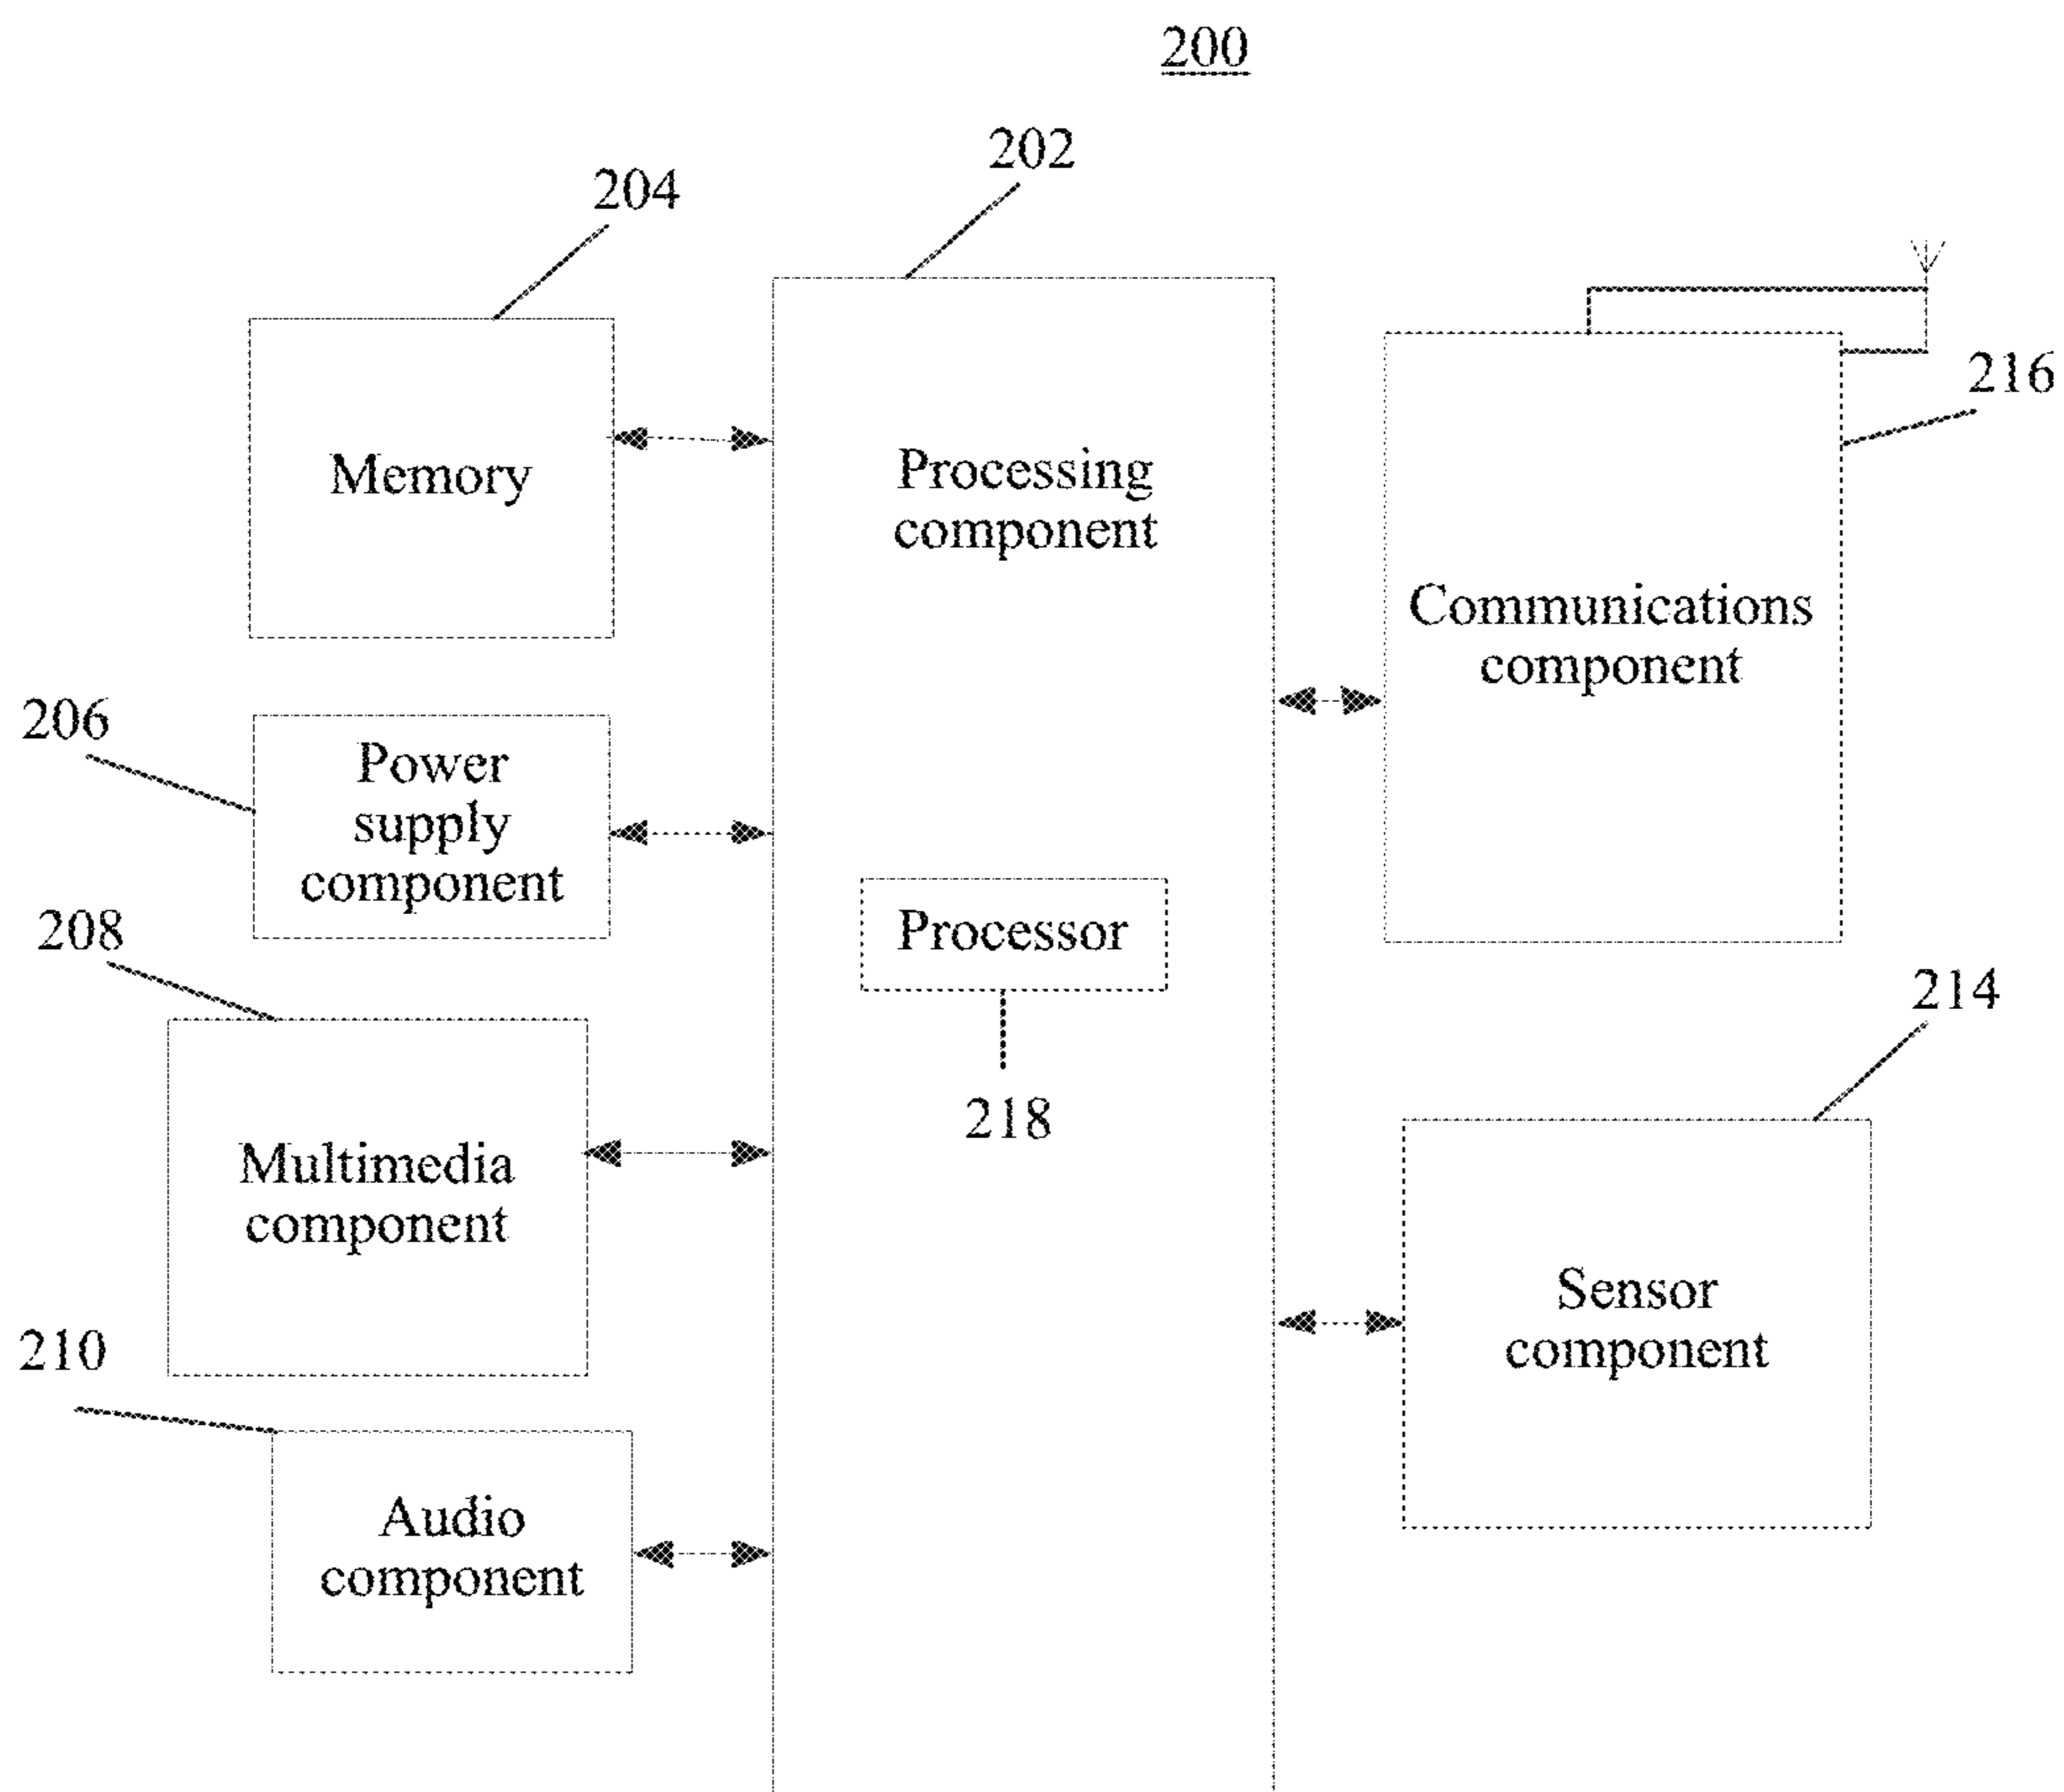 200
202
204
216
Memory
Processing
component
Communications
component
206
Power
supply
component
208
Processor
214
218
Multimedia
component
Sensor
component
210
Audio
component